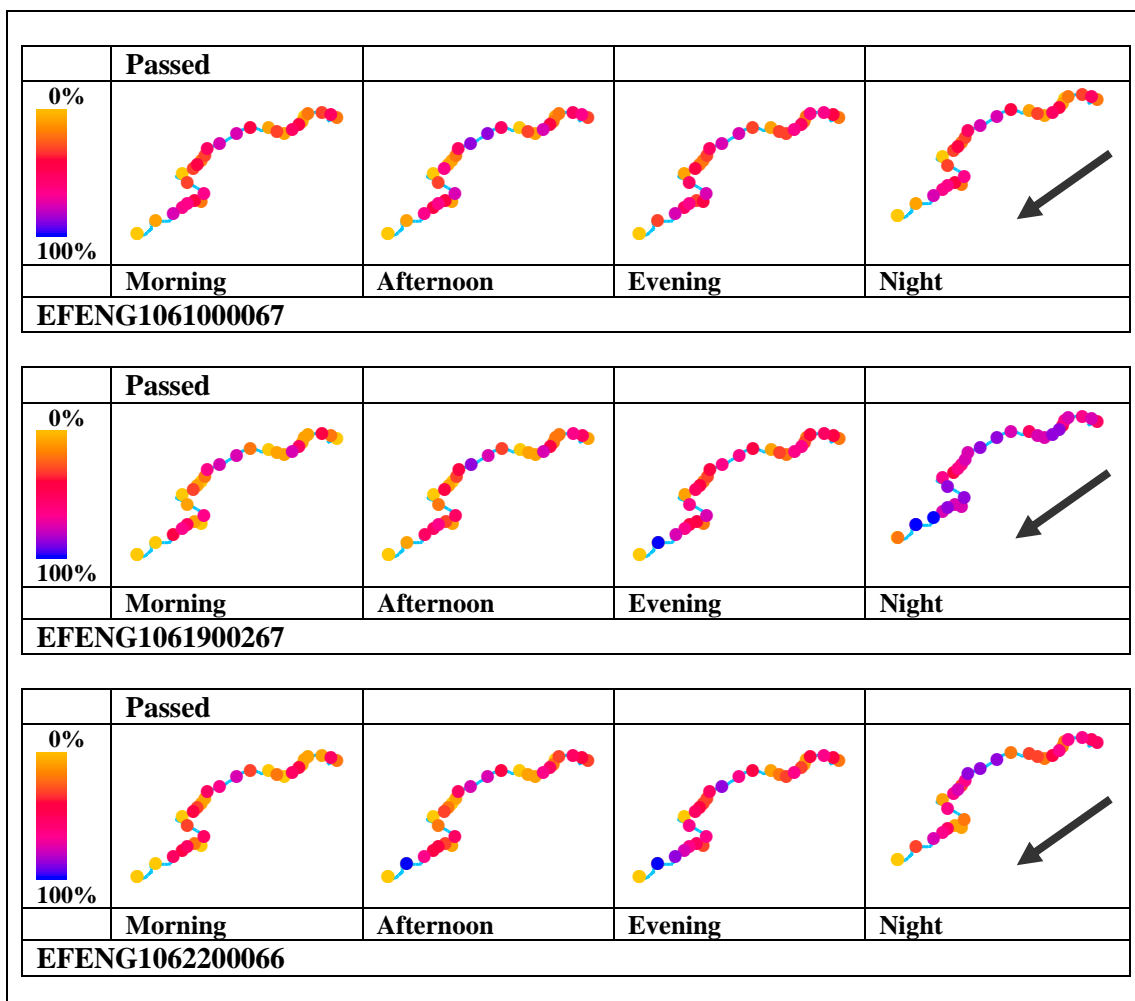 Passed
0%
100%
Morning Afternoon Evening Night
EFENG1061000067
Passed
0%
100%
Morning Afternoon Evening Night
EFENG1061900267
Passed
0%
100%
Morning Afternoon Evening Night
EFENG1062200066